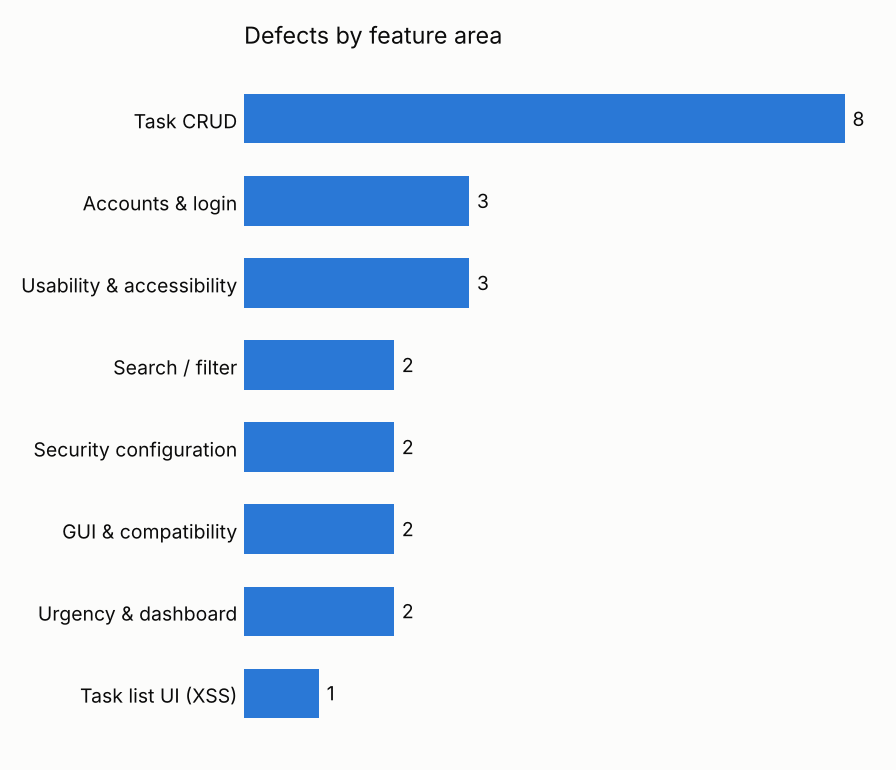 Defects by feature area
Task CRUD 8
Accounts & login 3
Usability & accessibility 3
Search / filter 2
Security configuration 2
GUI & compatibility 2
Urgency & dashboard 2
Task list UI (XSS) 1